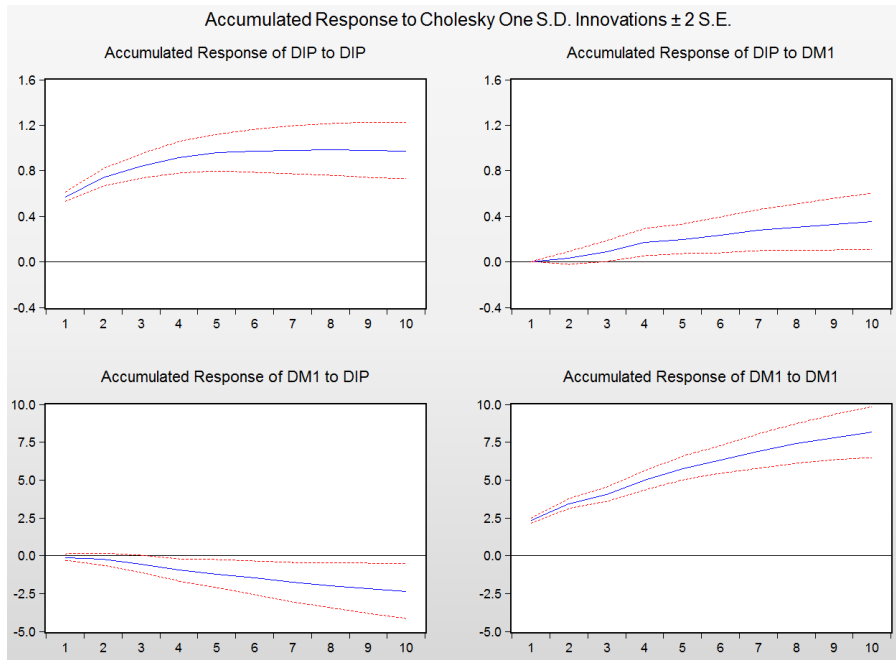 Accumulated Response to Cholesky One S.D. Innovations ± 2 S.E.
Accumulated Response of DIP to DIP
1.6
1.2
0.8
0.4
0.0
-0.4
1 2 3 4 5 6 7 8 9 10
Accumulated Response of DIP to DM1
1.6
1.2
0.8
0.4
0.0
-0.4
1 2 3 4 5 6 7 8 9 10
Accumulated Response of DM1 to DIP
10.0
7.5
5.0
2.5
0.0
-2.5
-5.0
1 2 3 4 5 6 7 8 9 10
Accumulated Response of DM1 to DM1
10.0
7.5
5.0
2.5
0.0
-2.5
-5.0
1 2 3 4 5 6 7 8 9 10